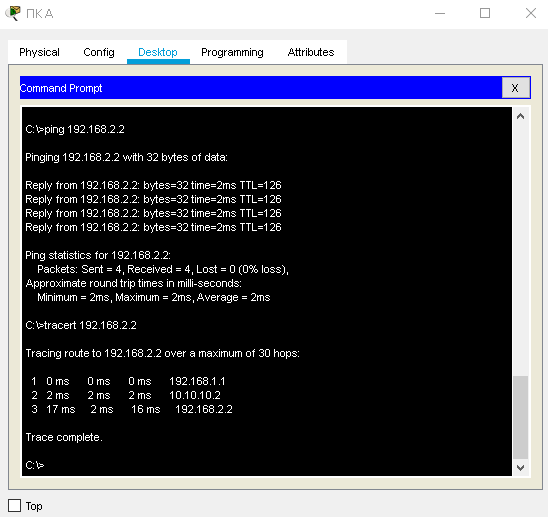 ПКА
Physical Config Desktop Programming Attributes
Command Prompt X
C:\>ping 192.168.2.2
Pinging 192.168.2.2 with 32 bytes of data:
Reply from 192.168.2.2: bytes=32 time=2ms TTL=126
Reply from 192.168.2.2: bytes=32 time=2ms TTL=126
Reply from 192.168.2.2: bytes=32 time=2ms TTL=126
Reply from 192.168.2.2: bytes=32 time=2ms TTL=126
Ping statistics for 192.168.2.2:
Packets: Sent = 4, Received = 4, Lost = 0 (0% loss),
Approximate round trip times in milli-seconds:
Minimum = 2ms, Maximum = 2ms, Average = 2ms
C:\>tracert 192.168.2.2
Tracing route to 192.168.2.2 over a maximum of 30 hops:
1 0 ms 0 ms 0 ms 192.168.1.1
2 2 ms 2 ms 2 ms 10.10.10.2
3 17 ms 2 ms 16 ms 192.168.2.2
Trace complete.
C:\>
Top